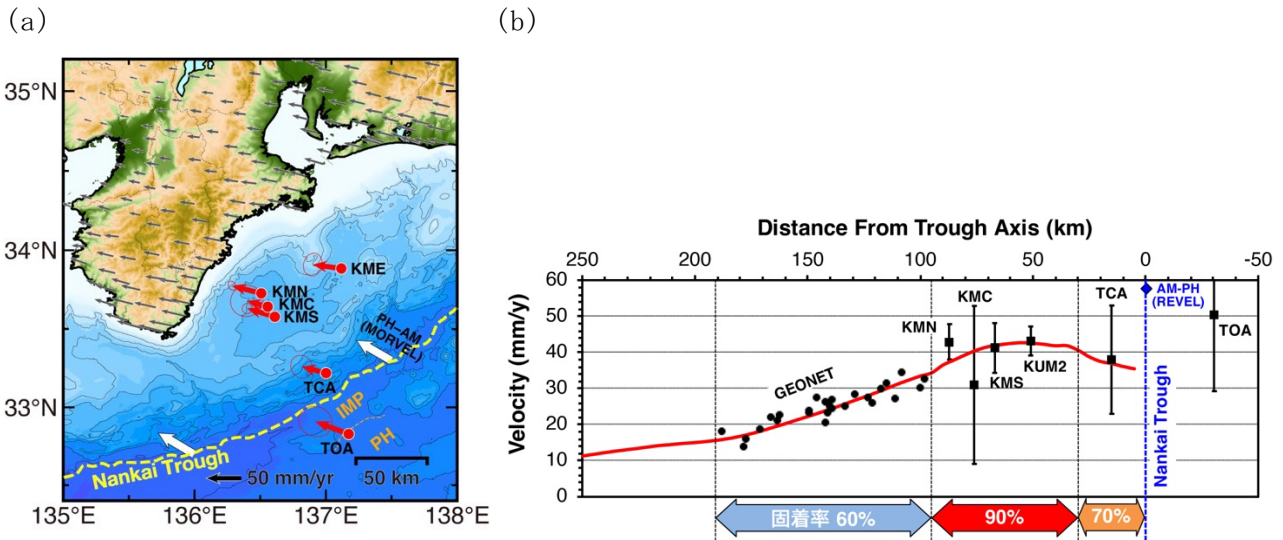 (a)
(b)
35°N
34°N
33°N
135°E
136°E
137°E
138°E
KME
KMN
KMC
KMS
PH-AM
(MORVEL)
TCA
IMP
PH
TOA
Nankai Trough
50 mm/yr
50 km
Distance From Trough Axis (km)
250
200
150
100
50
0
-50
60
50
40
30
20
10
0
Velocity (mm/y)
GEONET
KMN
KMC
KMS
KUM2
TCA
AM-PH
(REVEL)
TOA
Nankai Trough
固着率 60%
90%
70%